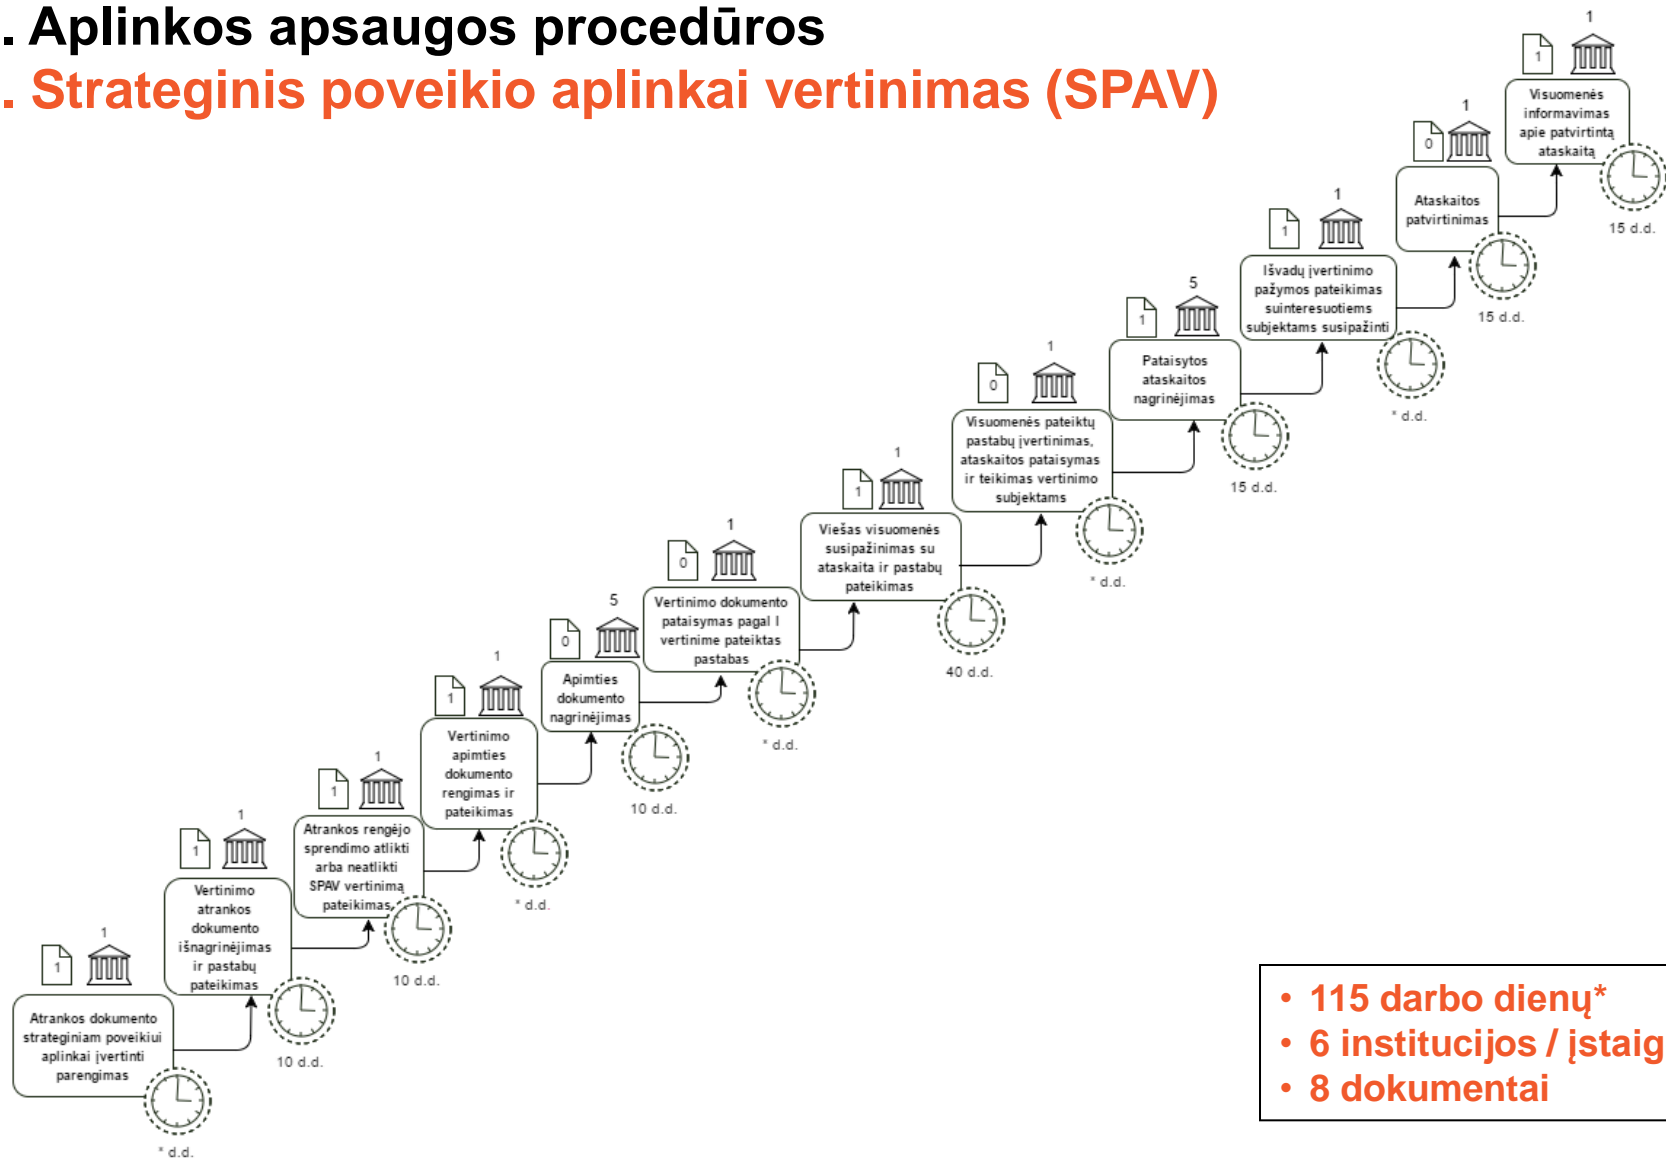 . Aplinkos apsaugos procedūros
. Strateginis poveikio aplinkai vertinimas (SPAV)
1
1
1
Atrankos dokumento
strateginiam poveikiui
aplinkai įvertinti
parengimas
* d.d.
1
1
Vertinimo
atrankos
dokumento
išnagrinėjimas
ir pastabų
pateikimas
10 d.d.
1
1
Atrankos rengėjo
sprendimo atlikti
arba neatlikti
SPAV vertinimą
pateikimas
10 d.d.
1
1
Vertinimo
apimties
dokumento
rengimas ir
pateikimas
* d.d.
5
0
Apimties
dokumento
nagrinėjimas
10 d.d.
1
0
Vertinimo dokumento
pataisymas pagal I
vertinime pateiktas
pastabas
* d.d.
1
1
Viešas visuomenės
susipažinimas su
ataskaita ir pastabų
pateikimas
40 d.d.
1
0
Visuomenės pateiktų
pastabų įvertinimas,
ataskaitos pataisymas
ir teikimas vertinimo
subjektams
* d.d.
5
1
Pataisytos
ataskaitos
nagrinėjimas
15 d.d.
1
1
Išvadų įvertinimo
pažymos pateikimas
suinteresuotiems
subjektams susipažinti
* d.d.
1
0
Ataskaitos
patvirtinimas
15 d.d.
1
Visuomenės
informavimas
apie patvirtintą
ataskaitą
15 d.d.
• 115 darbo dienų*
• 6 institucijos / įstaig
• 8 dokumentai